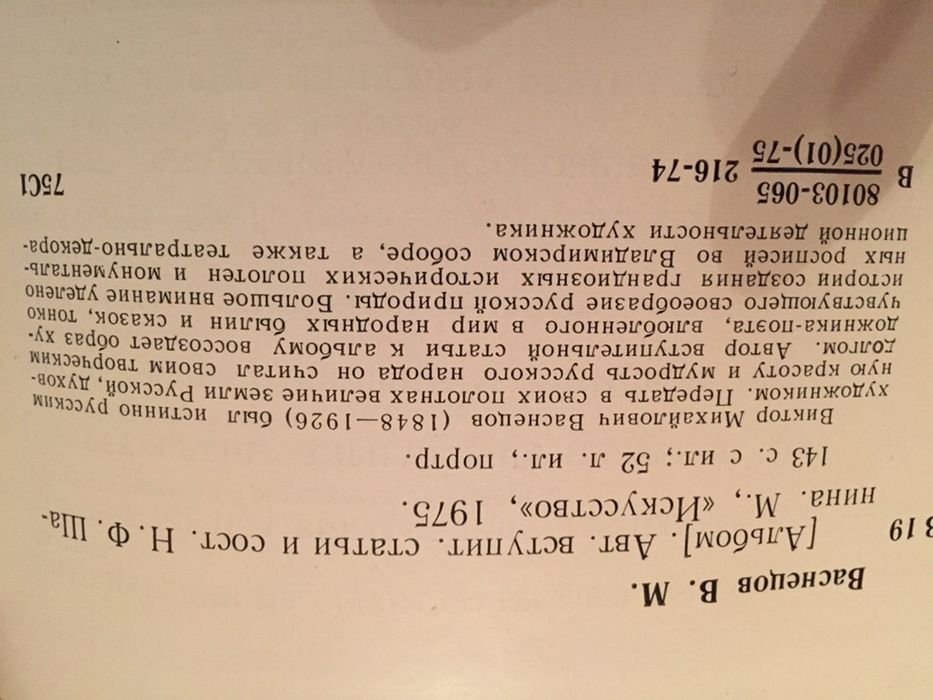 Васнецов В. М.
В 19 [Альбом]. Авт. вступит. статьи и сост. Н. Ф. Ша-
нина. М., «Искусство», 1975.
143 с. с ил.; 52 л. ил., портр.
Виктор Михайлович Васнецов (1848—1926) был истинно русским
художником. Передать в своих полотнах величие земли Русской, духов-
ную красоту и мудрость русского народа он считал своим творческим
долгом. Автор вступительной статьи к альбому воссоздает образ ху-
дожника-поэта, влюбленного в мир народных былин и сказок, тонко
чувствующего своеобразие русской природы. Большое внимание уделено
истории создания грандиозных исторических полотен и монументаль-
ных росписей во Владимирском соборе, а также театрально-декора-
ционной деятельности художника.
В 80103-065
025(01)-75 216-74 75С1